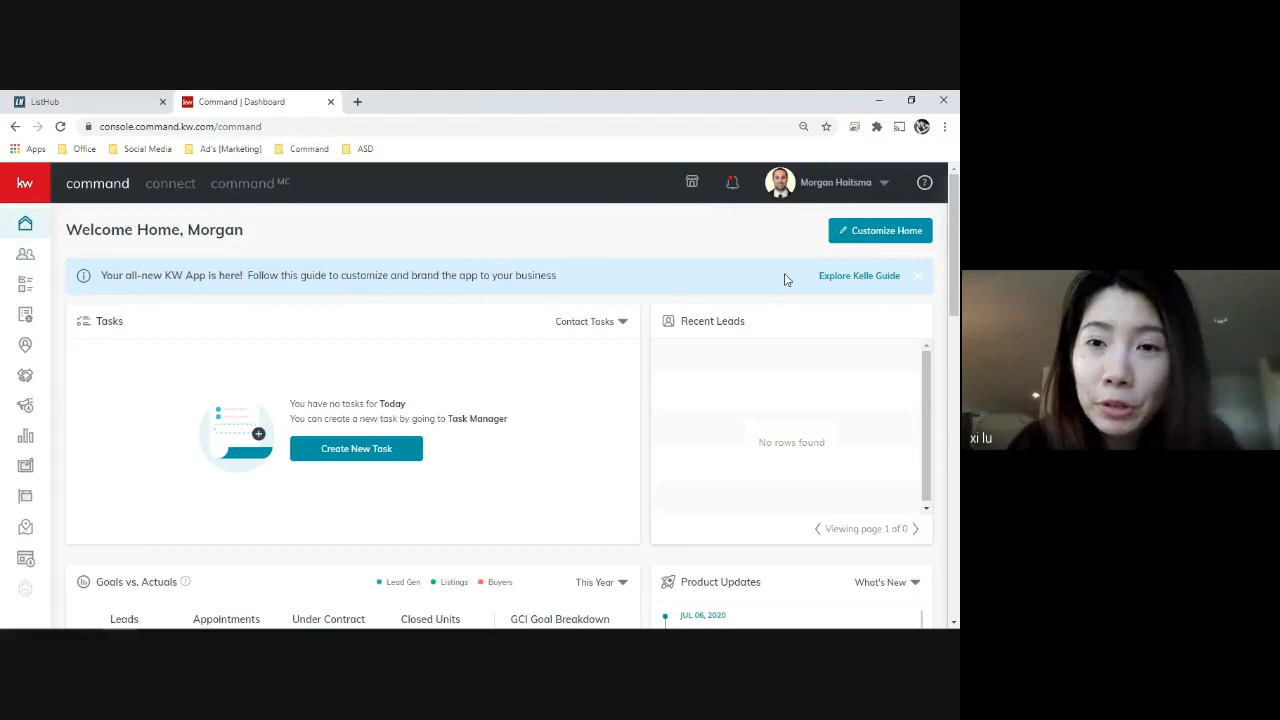 ListHub
Command | Dashboard
console.command.kw.com/command
Apps
Office
Social Media
Ad's [Marketing]
Command
ASD
kw
command
connect
command MC
Morgan Haitsma
Welcome Home, Morgan
Customize Home
Your all-new KW App is here! Follow this guide to customize and brand the app to your business
Explore Kelle Guide
Tasks
Contact Tasks
Recent Leads
You have no tasks for Today
You can create a new task by going to Task Manager
Create New Task
No rows found
Viewing page 1 of 0
Goals vs. Actuals
Lead Gen
Listings
Buyers
This Year
Product Updates
What's New
Leads
Appointments
Under Contract
Closed Units
GCI Goal Breakdown
JUL 06, 2020
xi lu